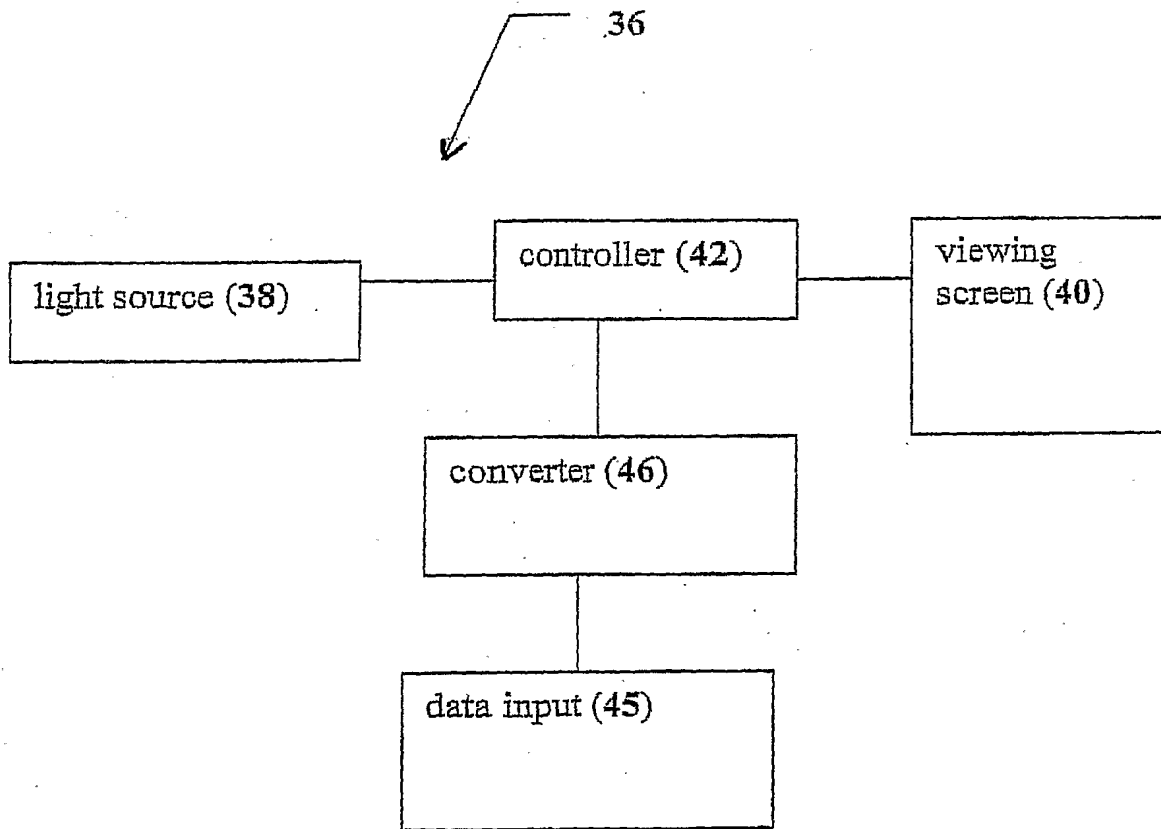 36
controller (42)
light source (38)
viewing
screen (40)
converter (46)
data input (45)